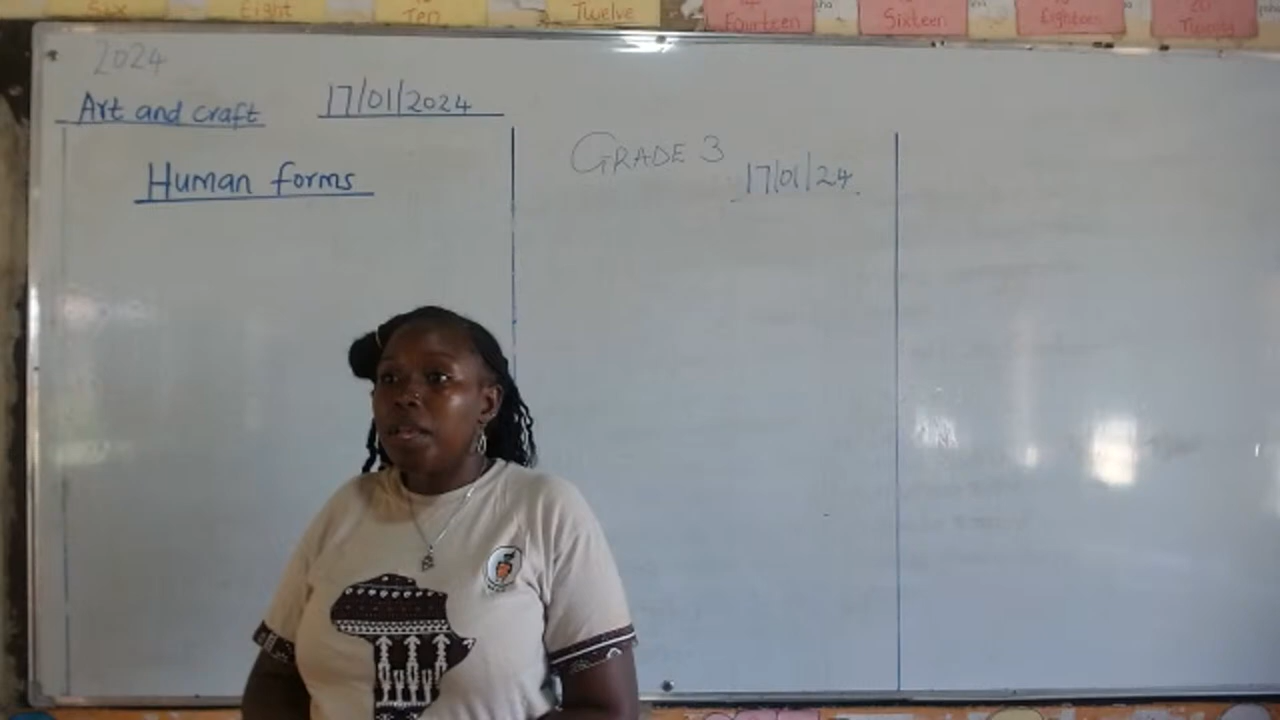 Six Eight Ten Twelve Fourteen Sixteen Eighteen Twenty
2024
Art and craft 17/01/2024
Human forms
GRADE 3
17/01/24